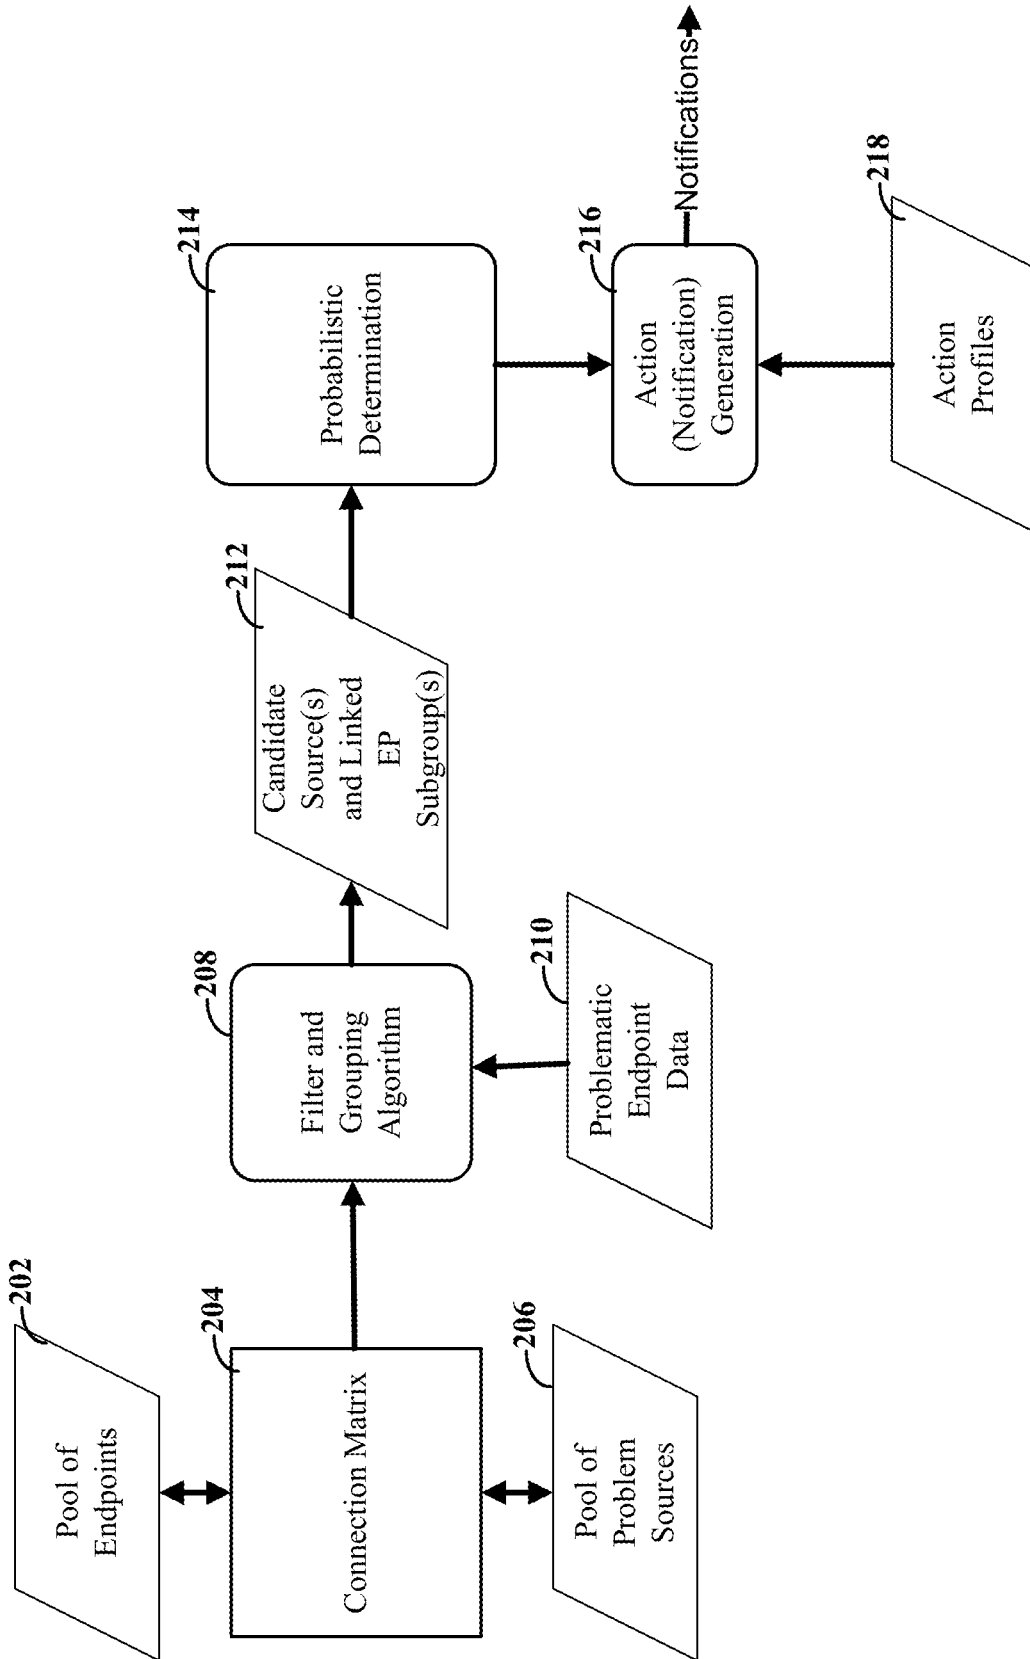 202
Pool of
Endpoints
204
Connection Matrix
206
Pool of
Problem
Sources
208
Filter and
Grouping
Algorithm
210
Problematic
Endpoint
Data
212
Candidate
Source(s)
and Linked
EP
Subgroup(s)
214
Probabilistic
Determination
216
Action
(Notification)
Generation
Notifications
218
Action
Profiles